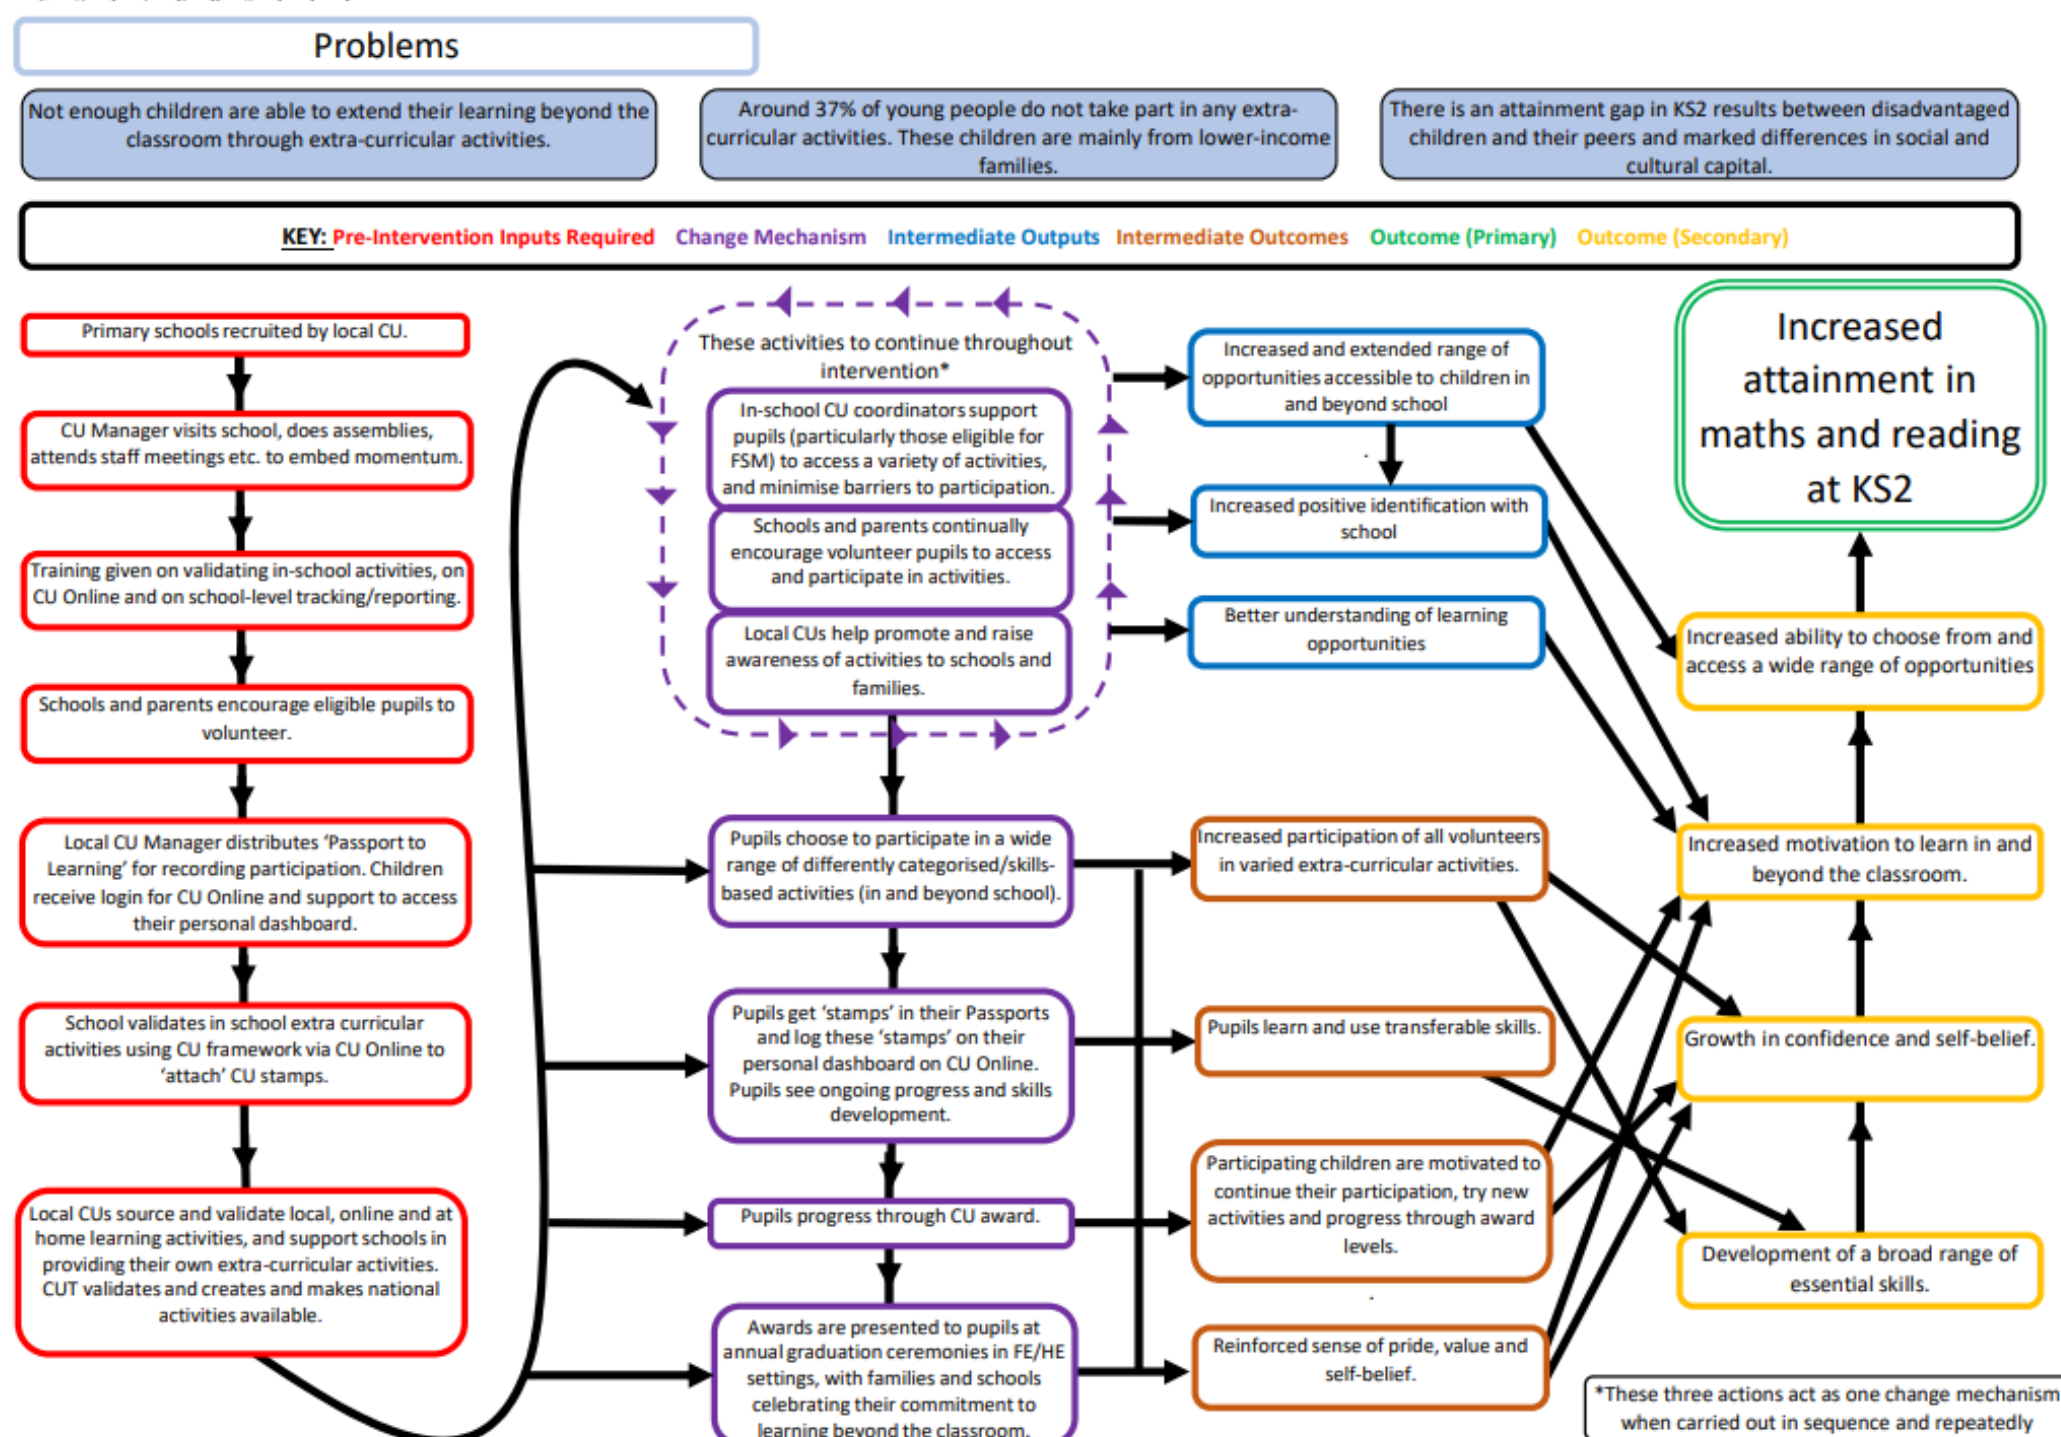 Problems
Not enough children are able to extend their learning beyond the
classroom through extra-curricular activities.
Around 37% of young people do not take part in any extra-
curricular activities. These children are mainly from lower-income
families.
There is an attainment gap in KS2 results between disadvantaged
children and their peers and marked differences in social and
cultural capital.
KEY: Pre-Intervention Inputs Required Change Mechanism Intermediate Outputs Intermediate Outcomes Outcome (Primary) Outcome (Secondary)
Primary schools recruited by local CU.
CU Manager visits school, does assemblies,
attends staff meetings etc. to embed momentum.
Training given on validating in-school activities, on
CU Online and on school-level tracking/reporting.
Schools and parents encourage eligible pupils to
volunteer.
Local CU Manager distributes ‘Passport to
Learning’ for recording participation. Children
receive login for CU Online and support to access
their personal dashboard.
School validates in school extra curricular
activities using CU framework via CU Online to
‘attach’ CU stamps.
Local CUs source and validate local, online and at
home learning activities, and support schools in
providing their own extra-curricular activities.
CUT validates and creates and makes national
activities available.
These activities to continue throughout
intervention*
In-school CU coordinators support
pupils (particularly those eligible for
FSM) to access a variety of activities,
and minimise barriers to participation.
Schools and parents continually
encourage volunteer pupils to access
and participate in activities.
Local CUs help promote and raise
awareness of activities to schools and
families.
Pupils choose to participate in a wide
range of differently categorised/skills-
based activities (in and beyond school).
Pupils get ‘stamps’ in their Passports
and log these ‘stamps’ on their
personal dashboard on CU Online.
Pupils see ongoing progress and skills
development.
Pupils progress through CU award.
Awards are presented to pupils at
annual graduation ceremonies in FE/HE
settings, with families and schools
celebrating their commitment to
learning beyond the classroom.
Increased and extended range of
opportunities accessible to children in
and beyond school
Increased positive identification with
school
Better understanding of learning
opportunities
Increased participation of all volunteers
in varied extra-curricular activities.
Pupils learn and use transferable skills.
Participating children are motivated to
continue their participation, try new
activities and progress through award
levels.
Reinforced sense of pride, value and
self-belief.
Increased
attainment in
maths and reading
at KS2
Increased ability to choose from and
access a wide range of opportunities
Increased motivation to learn in and
beyond the classroom.
Growth in confidence and self-belief.
Development of a broad range of
essential skills.
*These three actions act as one change mechanism
when carried out in sequence and repeatedly